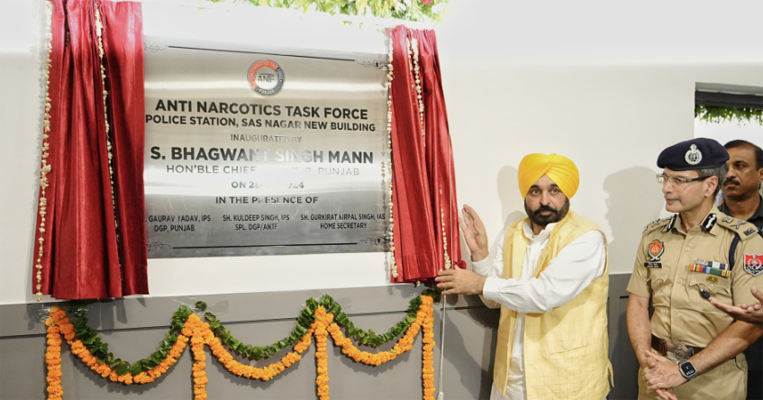 ANTF
PUNJAB
ANTI NARCOTICS TASK FORCE
POLICE STATION, SAS NAGAR NEW BUILDING
INAUGURATED BY
S. BHAGWANT SINGH MANN
HON'BLE CHIEF PUNJAB
ON
IN THE PRESENCE OF
GAURAV YADAV, IPS SH. KULDEEP SINGH, IPS SH. GURKIRAT KIRPAL SINGH, IAS
DGP, PUNJAB SPL. DGP/ANTF HOME SECRETARY